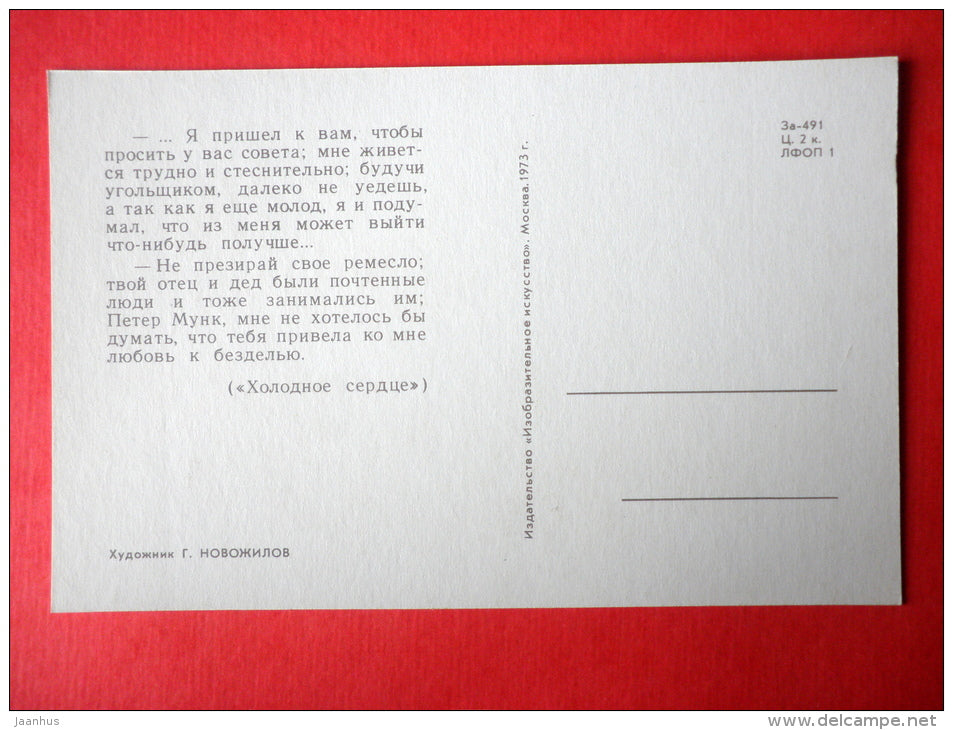 — ... Я пришел к вам, чтобы
просить у вас совета; мне живет-
ся трудно и стеснительно; будучи
угольщиком, далеко не уедешь,
а так как я еще молод, я и поду-
мал, что из меня может выйти
что-нибудь получше...
— Не презирай свое ремесло;
твой отец и дед были почтенные
люди и тоже занимались им;
Петер Мунк, мне не хотелось бы
думать, что тебя привела ко мне
любовь к безделью.
(«Холодное сердце»)
Художник Г. НОВОЖИЛОВ
Издательство «Изобразительное искусство». Москва. 1973 г.
За-491
Ц. 2 к.
ЛФОП 1
jaanhus
www.delcampe.net